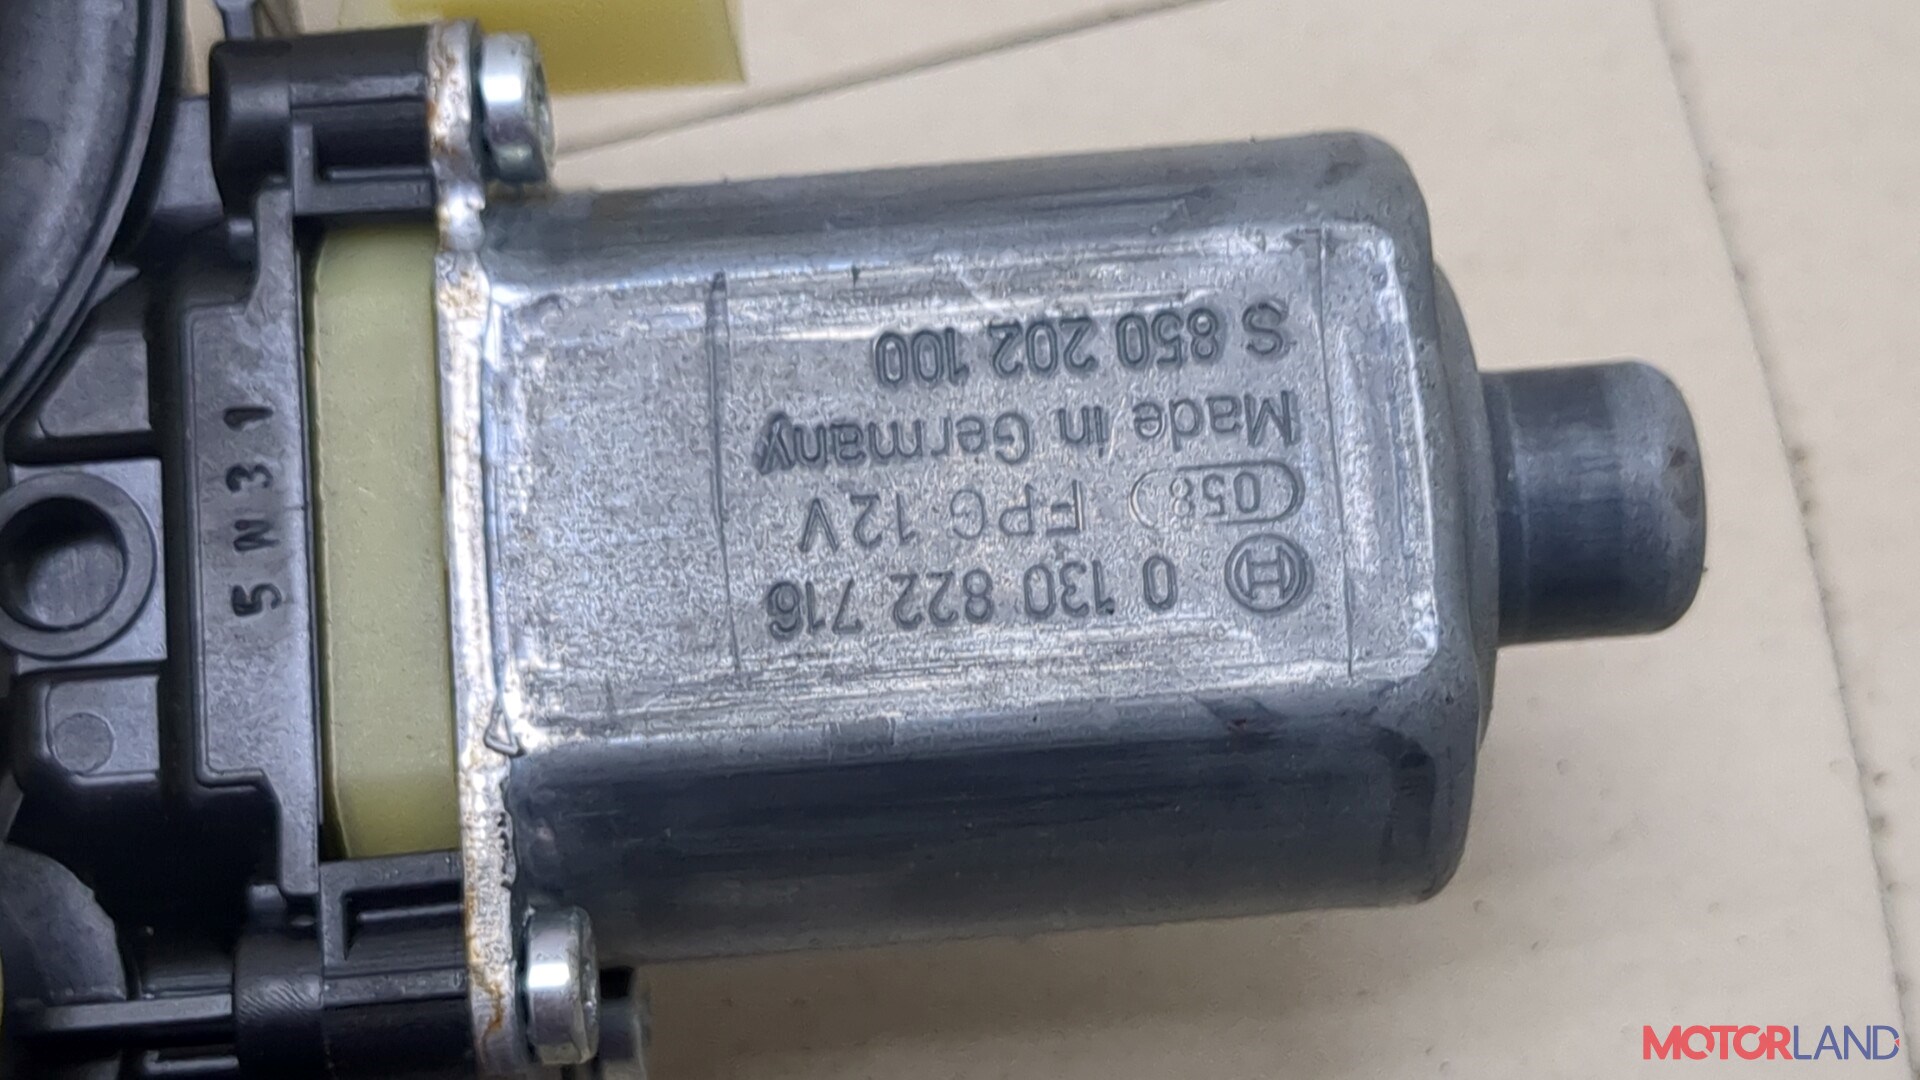 0 130 822 716
058 FPG 12V
Made in Germany
S 850 202 100
5N31
MOTORLAND